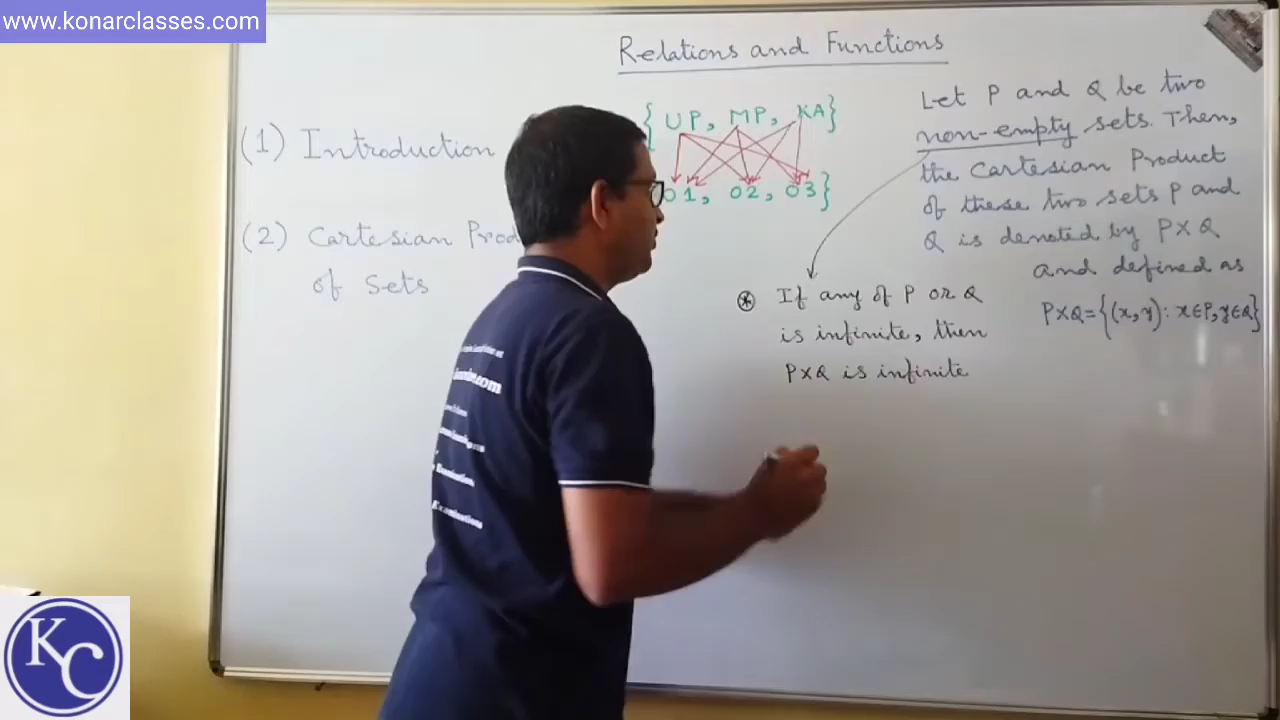 www.konarclasses.com
Relations and Functions
(1) Introduction
(2) Cartesian
of Sets
{ UP, MP, KA}
01, 02, 03}
Let P and Q be two
non-empty sets. Then,
the Cartesian Product
of these two sets P and
Q is denoted by P×Q
and defined as
P×Q={(x,y): x∈P, y∈Q}
⊛ If any of P or Q
is infinite, then
P×Q is infinite
KC